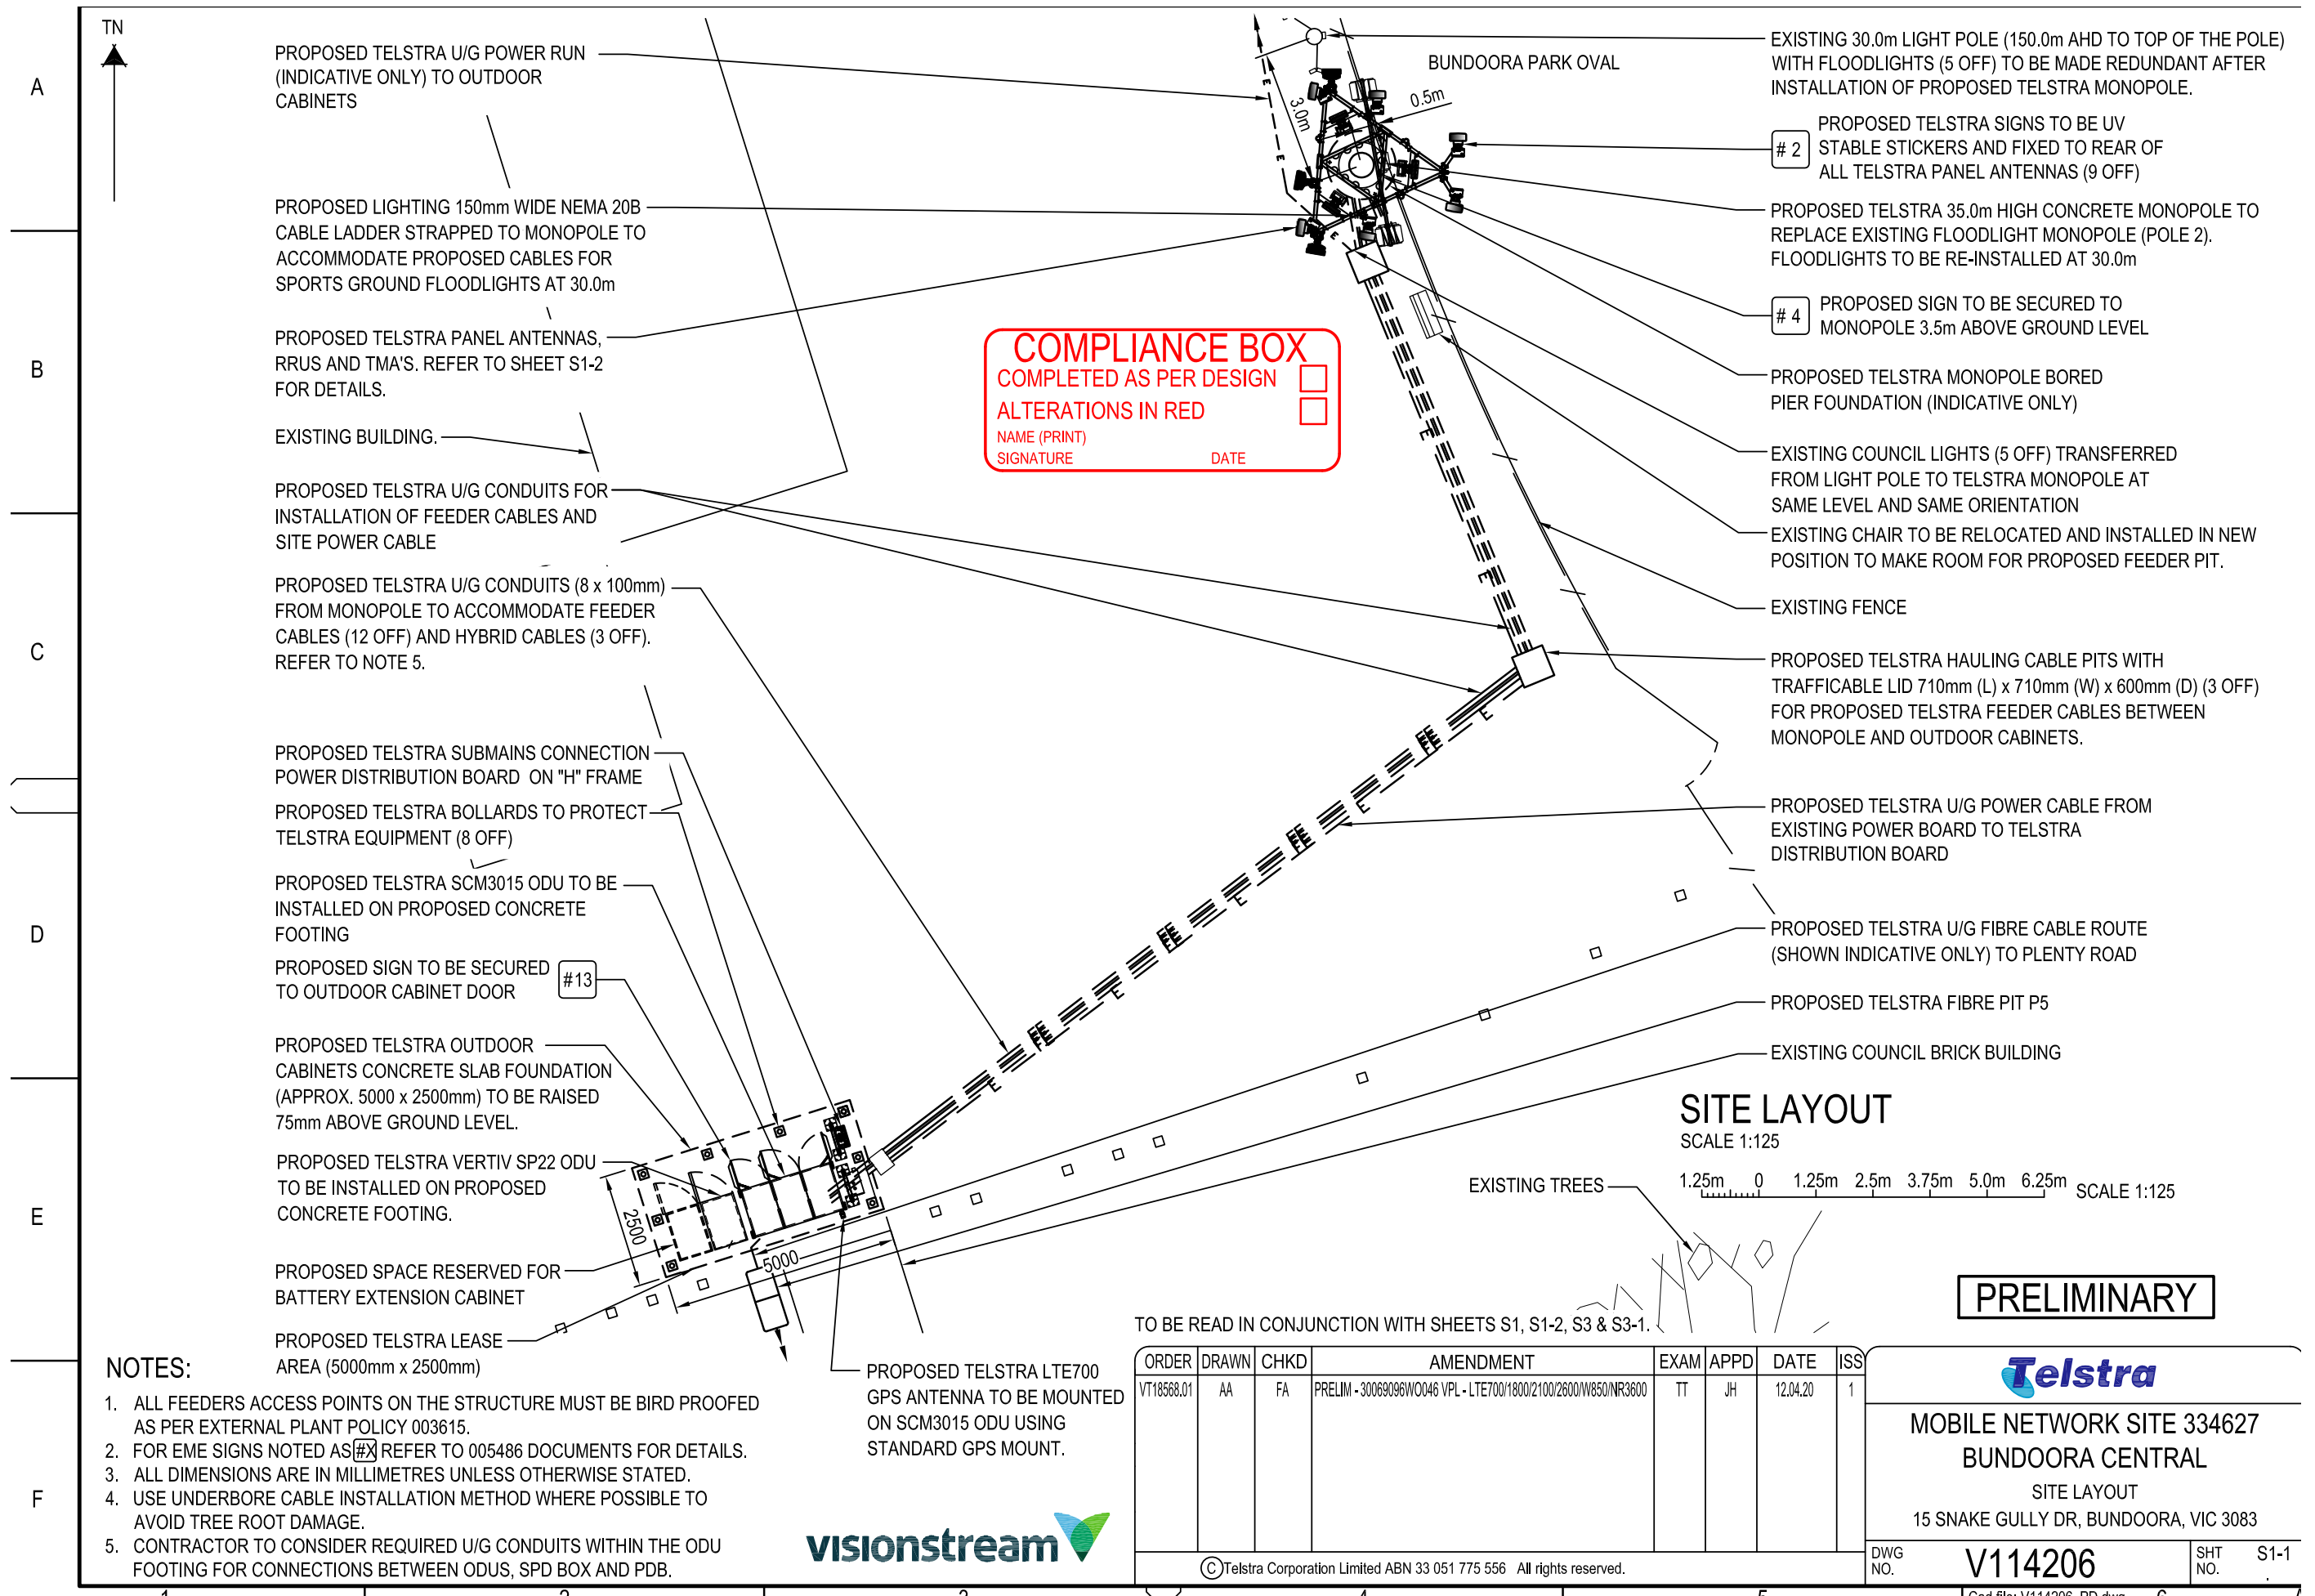 TN
A
B
C
D
E
F
PROPOSED TELSTRA U/G POWER RUN
(INDICATIVE ONLY) TO OUTDOOR
CABINETS
PROPOSED LIGHTING 150mm WIDE NEMA 20B
CABLE LADDER STRAPPED TO MONOPOLE TO
ACCOMMODATE PROPOSED CABLES FOR
SPORTS GROUND FLOODLIGHTS AT 30.0m
PROPOSED TELSTRA PANEL ANTENNAS,
RRUS AND TMA'S. REFER TO SHEET S1-2
FOR DETAILS.
EXISTING BUILDING.
PROPOSED TELSTRA U/G CONDUITS FOR
INSTALLATION OF FEEDER CABLES AND
SITE POWER CABLE
PROPOSED TELSTRA U/G CONDUITS (8 x 100mm)
FROM MONOPOLE TO ACCOMMODATE FEEDER
CABLES (12 OFF) AND HYBRID CABLES (3 OFF).
REFER TO NOTE 5.
PROPOSED TELSTRA SUBMAINS CONNECTION
POWER DISTRIBUTION BOARD ON "H" FRAME
PROPOSED TELSTRA BOLLARDS TO PROTECT
TELSTRA EQUIPMENT (8 OFF)
PROPOSED TELSTRA SCM3015 ODU TO BE
INSTALLED ON PROPOSED CONCRETE
FOOTING
PROPOSED SIGN TO BE SECURED
TO OUTDOOR CABINET DOOR
#13
PROPOSED TELSTRA OUTDOOR
CABINETS CONCRETE SLAB FOUNDATION
(APPROX. 5000 x 2500mm) TO BE RAISED
75mm ABOVE GROUND LEVEL.
PROPOSED TELSTRA VERTIV SP22 ODU
TO BE INSTALLED ON PROPOSED
CONCRETE FOOTING.
PROPOSED SPACE RESERVED FOR
BATTERY EXTENSION CABINET
PROPOSED TELSTRA LEASE
AREA (5000mm x 2500mm)
BUNDOORA PARK OVAL
3.0m
0.5m
COMPLIANCE BOX
COMPLETED AS PER DESIGN
ALTERATIONS IN RED
NAME (PRINT)
SIGNATURE DATE
E
E
E
E
E
E
E
E
E
E
E
2500
5000
EXISTING 30.0m LIGHT POLE (150.0m AHD TO TOP OF THE POLE)
WITH FLOODLIGHTS (5 OFF) TO BE MADE REDUNDANT AFTER
INSTALLATION OF PROPOSED TELSTRA MONOPOLE.
# 2
PROPOSED TELSTRA SIGNS TO BE UV
STABLE STICKERS AND FIXED TO REAR OF
ALL TELSTRA PANEL ANTENNAS (9 OFF)
PROPOSED TELSTRA 35.0m HIGH CONCRETE MONOPOLE TO
REPLACE EXISTING FLOODLIGHT MONOPOLE (POLE 2).
FLOODLIGHTS TO BE RE-INSTALLED AT 30.0m
# 4
PROPOSED SIGN TO BE SECURED TO
MONOPOLE 3.5m ABOVE GROUND LEVEL
PROPOSED TELSTRA MONOPOLE BORED
PIER FOUNDATION (INDICATIVE ONLY)
EXISTING COUNCIL LIGHTS (5 OFF) TRANSFERRED
FROM LIGHT POLE TO TELSTRA MONOPOLE AT
SAME LEVEL AND SAME ORIENTATION
EXISTING CHAIR TO BE RELOCATED AND INSTALLED IN NEW
POSITION TO MAKE ROOM FOR PROPOSED FEEDER PIT.
EXISTING FENCE
PROPOSED TELSTRA HAULING CABLE PITS WITH
TRAFFICABLE LID 710mm (L) x 710mm (W) x 600mm (D) (3 OFF)
FOR PROPOSED TELSTRA FEEDER CABLES BETWEEN
MONOPOLE AND OUTDOOR CABINETS.
PROPOSED TELSTRA U/G POWER CABLE FROM
EXISTING POWER BOARD TO TELSTRA
DISTRIBUTION BOARD
PROPOSED TELSTRA U/G FIBRE CABLE ROUTE
(SHOWN INDICATIVE ONLY) TO PLENTY ROAD
PROPOSED TELSTRA FIBRE PIT P5
EXISTING COUNCIL BRICK BUILDING
SITE LAYOUT
SCALE 1:125
1.25m 0 1.25m 2.5m 3.75m 5.0m 6.25m SCALE 1:125
EXISTING TREES
PRELIMINARY
TO BE READ IN CONJUNCTION WITH SHEETS S1, S1-2, S3 & S3-1.
PROPOSED TELSTRA LTE700
GPS ANTENNA TO BE MOUNTED
ON SCM3015 ODU USING
STANDARD GPS MOUNT.
NOTES:
1. ALL FEEDERS ACCESS POINTS ON THE STRUCTURE MUST BE BIRD PROOFED
AS PER EXTERNAL PLANT POLICY 003615.
2. FOR EME SIGNS NOTED AS #X REFER TO 005486 DOCUMENTS FOR DETAILS.
3. ALL DIMENSIONS ARE IN MILLIMETRES UNLESS OTHERWISE STATED.
4. USE UNDERBORE CABLE INSTALLATION METHOD WHERE POSSIBLE TO
AVOID TREE ROOT DAMAGE.
5. CONTRACTOR TO CONSIDER REQUIRED U/G CONDUITS WITHIN THE ODU
FOOTING FOR CONNECTIONS BETWEEN ODUS, SPD BOX AND PDB.
visionstream
ORDER DRAWN CHKD AMENDMENT EXAM APPD DATE ISS
VT18568.01 AA FA PRELIM - 30069096WO046 VPL - LTE700/1800/2100/2600/W850/NR3600 TT JH 12.04.20 1
© Telstra Corporation Limited ABN 33 051 775 556 All rights reserved.
Telstra
MOBILE NETWORK SITE 334627
BUNDOORA CENTRAL
SITE LAYOUT
15 SNAKE GULLY DR, BUNDOORA, VIC 3083
DWG NO. V114206 SHT NO. S1-1